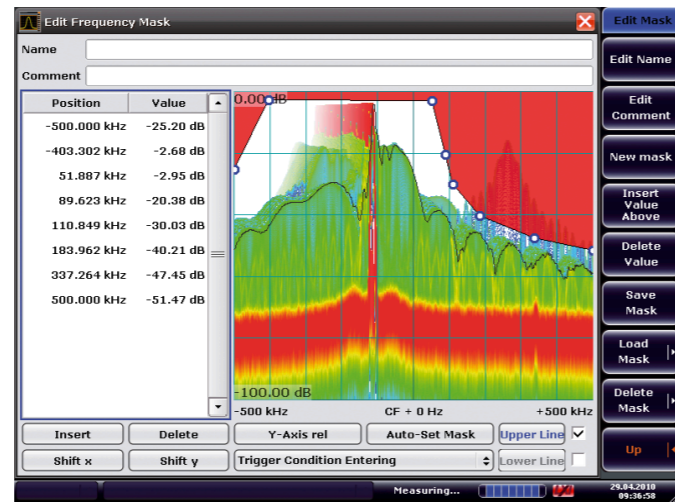 Edit Frequency Mask
Edit Mask
Name
Edit Name
Comment
Position Value
0.00 dB
Edit Comment
-500.000 kHz -25.20 dB
-403.302 kHz -2.68 dB
New mask
51.887 kHz -2.95 dB
89.623 kHz -20.38 dB
Insert Value Above
110.849 kHz -30.03 dB
183.962 kHz -40.21 dB
Delete Value
337.264 kHz -47.45 dB
500.000 kHz -51.47 dB
Save Mask
Load Mask
-100.00 dB
Delete Mask
-500 kHz CF + 0 Hz +500 kHz
Insert Delete Y-Axis rel Auto-Set Mask Upper Line
Up
Shift x Shift y Trigger Condition Entering Lower Line
Measuring...
29.04.2010
09:36:58